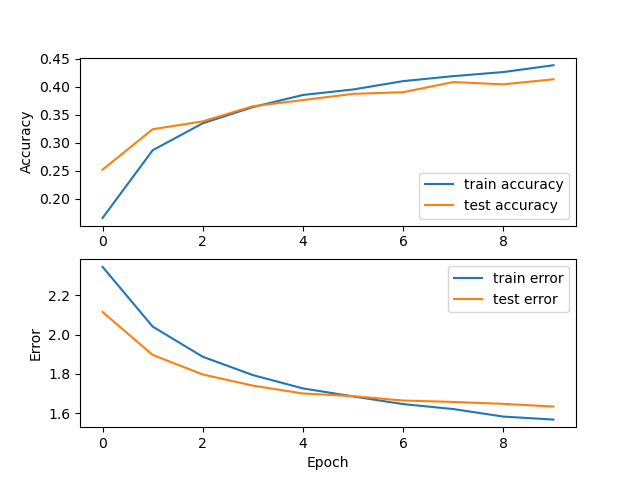 0.45
0.40
0.35
0.30
0.25
0.20
Accuracy
train accuracy
test accuracy
0 2 4 6 8
2.2
2.0
1.8
1.6
Error
train error
test error
0 2 4 6 8
Epoch